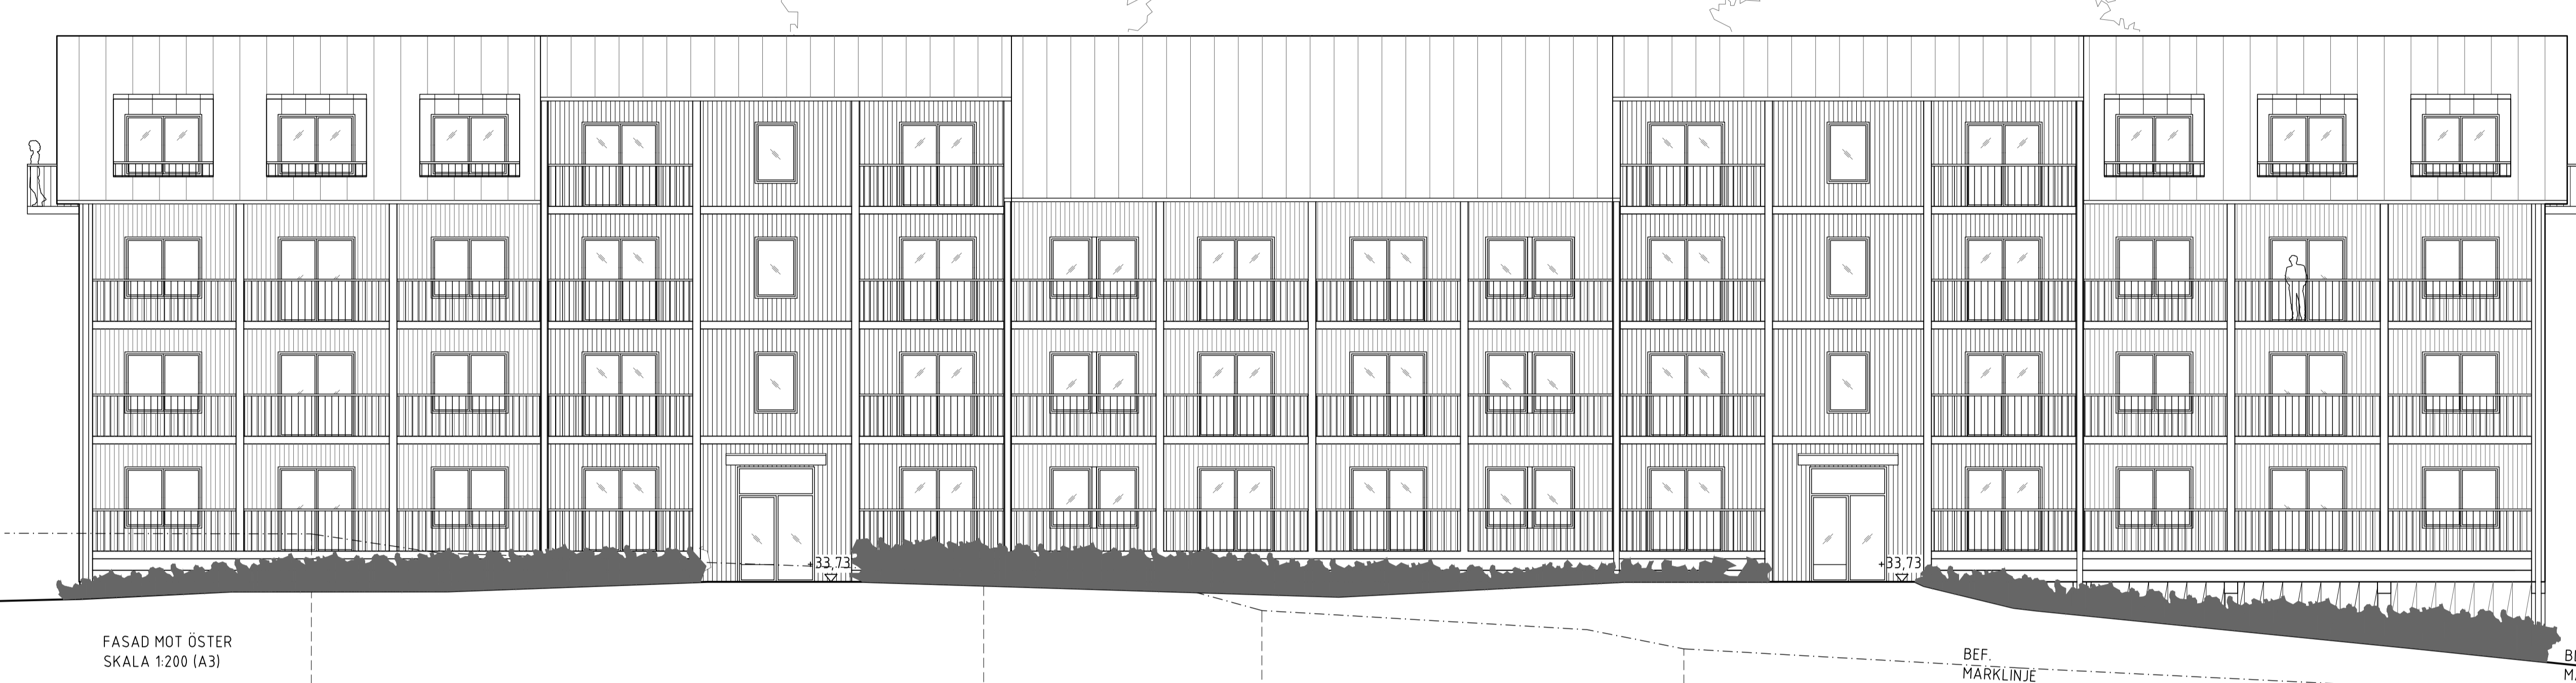 +33,73
+33,73
FASAD MOT ÖSTER
SKALA 1:200 (A3)
BEF.
MARKLINJE